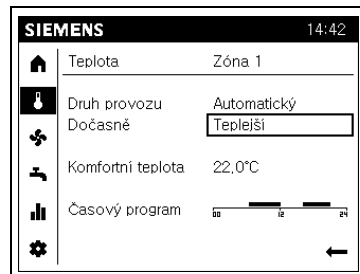 SIEMENS 14:42
Teplota Zóna 1
Druh provozu Automatický
Dočasně Teplejší
Komfortní teplota 22,0°C
Časový program
00 12 24